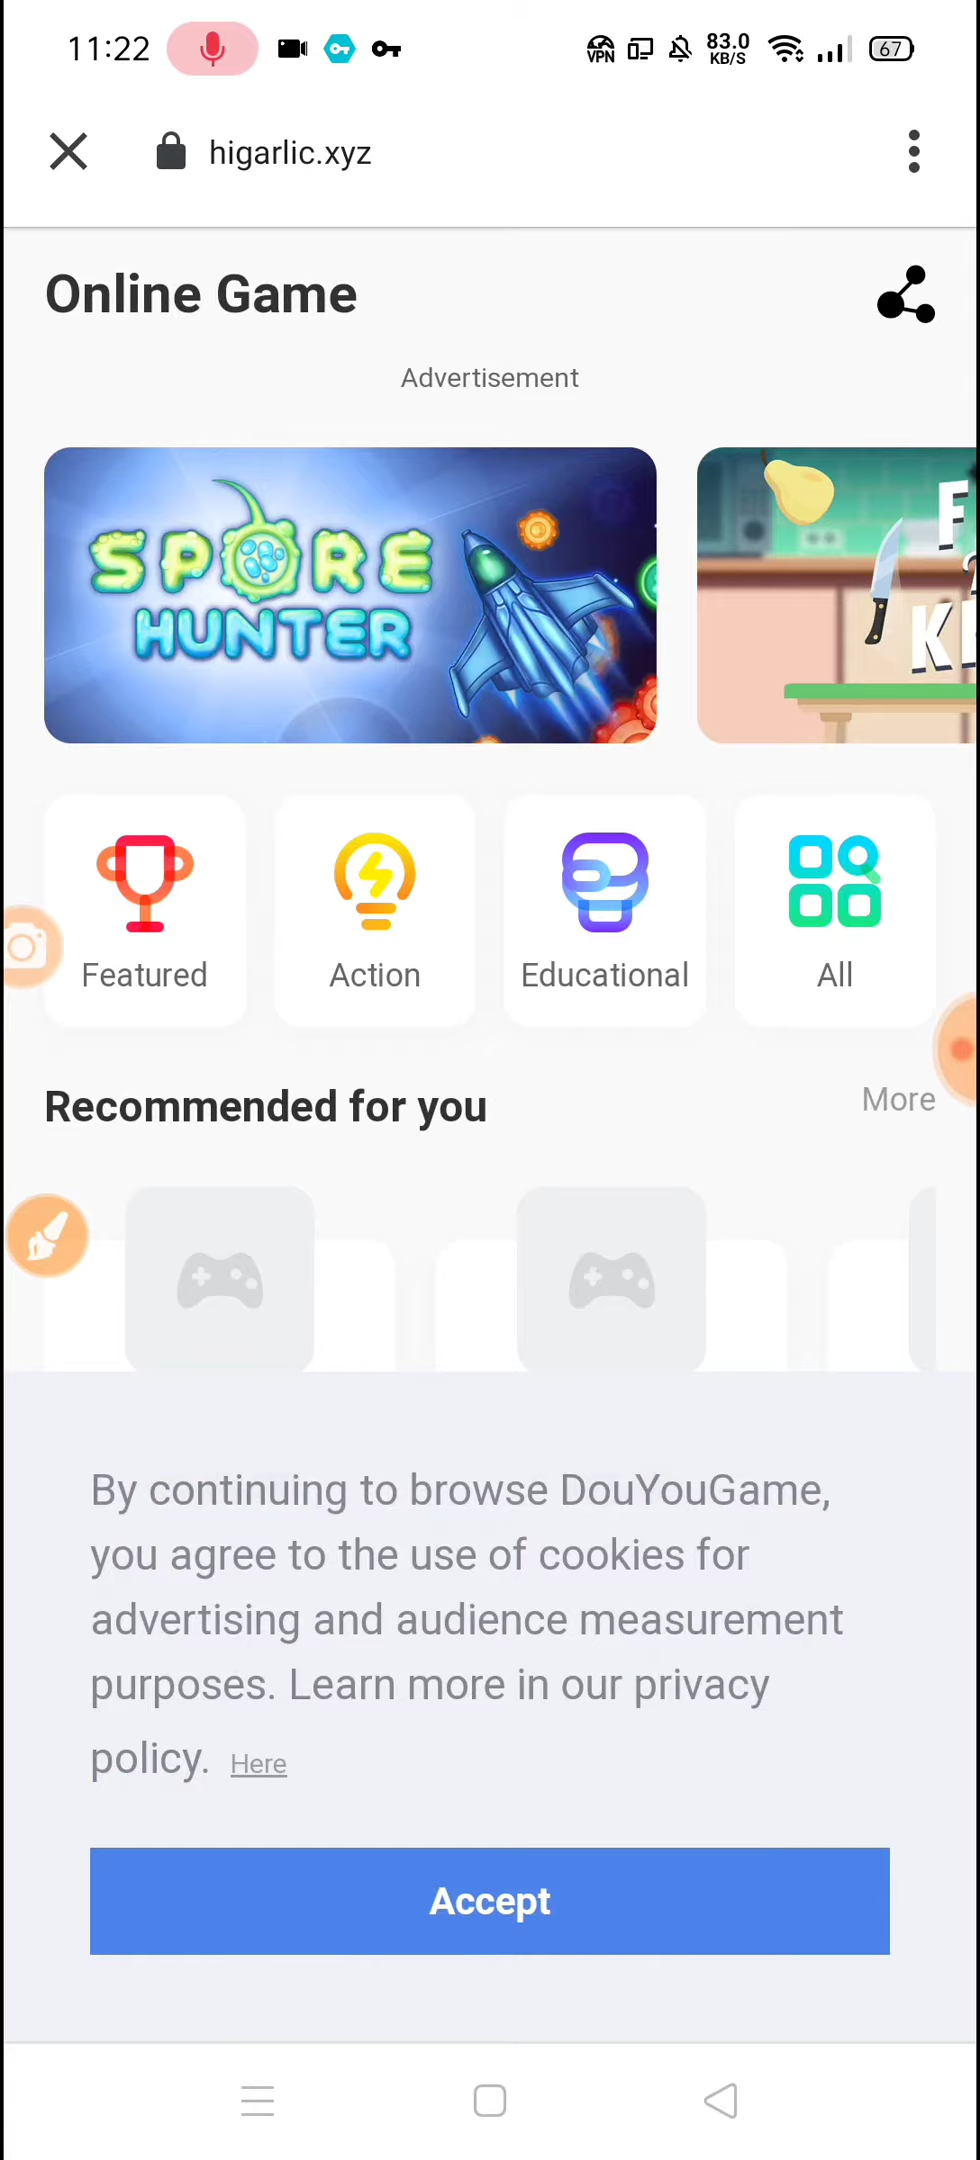 11:22
VPN
83.0
KB/S
67
higarlic.xyz
Online Game
Advertisement
SPORE
HUNTER
Featured
Action
Educational
All
Recommended for you
More
By continuing to browse DouYouGame,
you agree to the use of cookies for
advertising and audience measurement
purposes. Learn more in our privacy
policy. Here
Accept